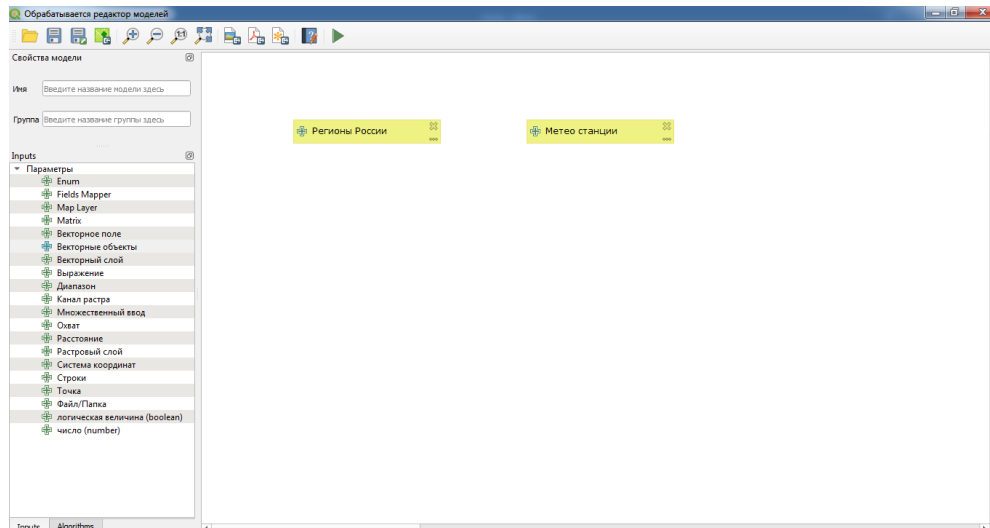 Обрабатывается редактор моделей
Свойства модели
Имя
Введите название модели здесь
Группа
Введите название группы здесь
Inputs
Параметры
Enum
Fields Mapper
Map Layer
Matrix
Векторное поле
Векторные объекты
Векторный слой
Выражение
Диапазон
Канал растра
Множественный ввод
Охват
Расстояние
Растровый слой
Система координат
Строки
Точка
Файл/Папка
логическая величина (boolean)
число (number)
Inputs
Algorithms
Регионы России
Метео станции